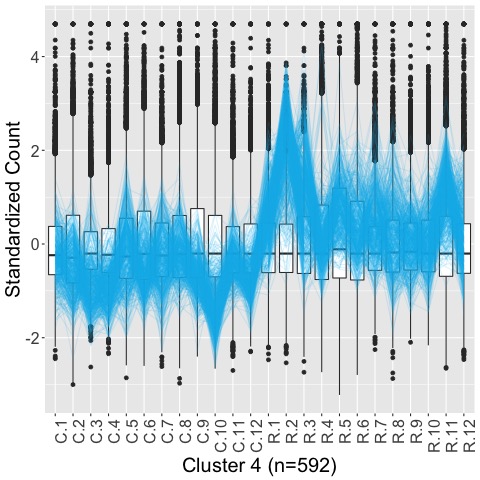 Standardized Count
4
2
0
-2
C.1 C.2 C.3 C.4 C.5 C.6 C.7 C.8 C.9 C.10 C.11 C.12 R.1 R.2 R.3 R.4 R.5 R.6 R.7 R.8 R.9 R.10 R.11 R.12
Cluster 4 (n=592)